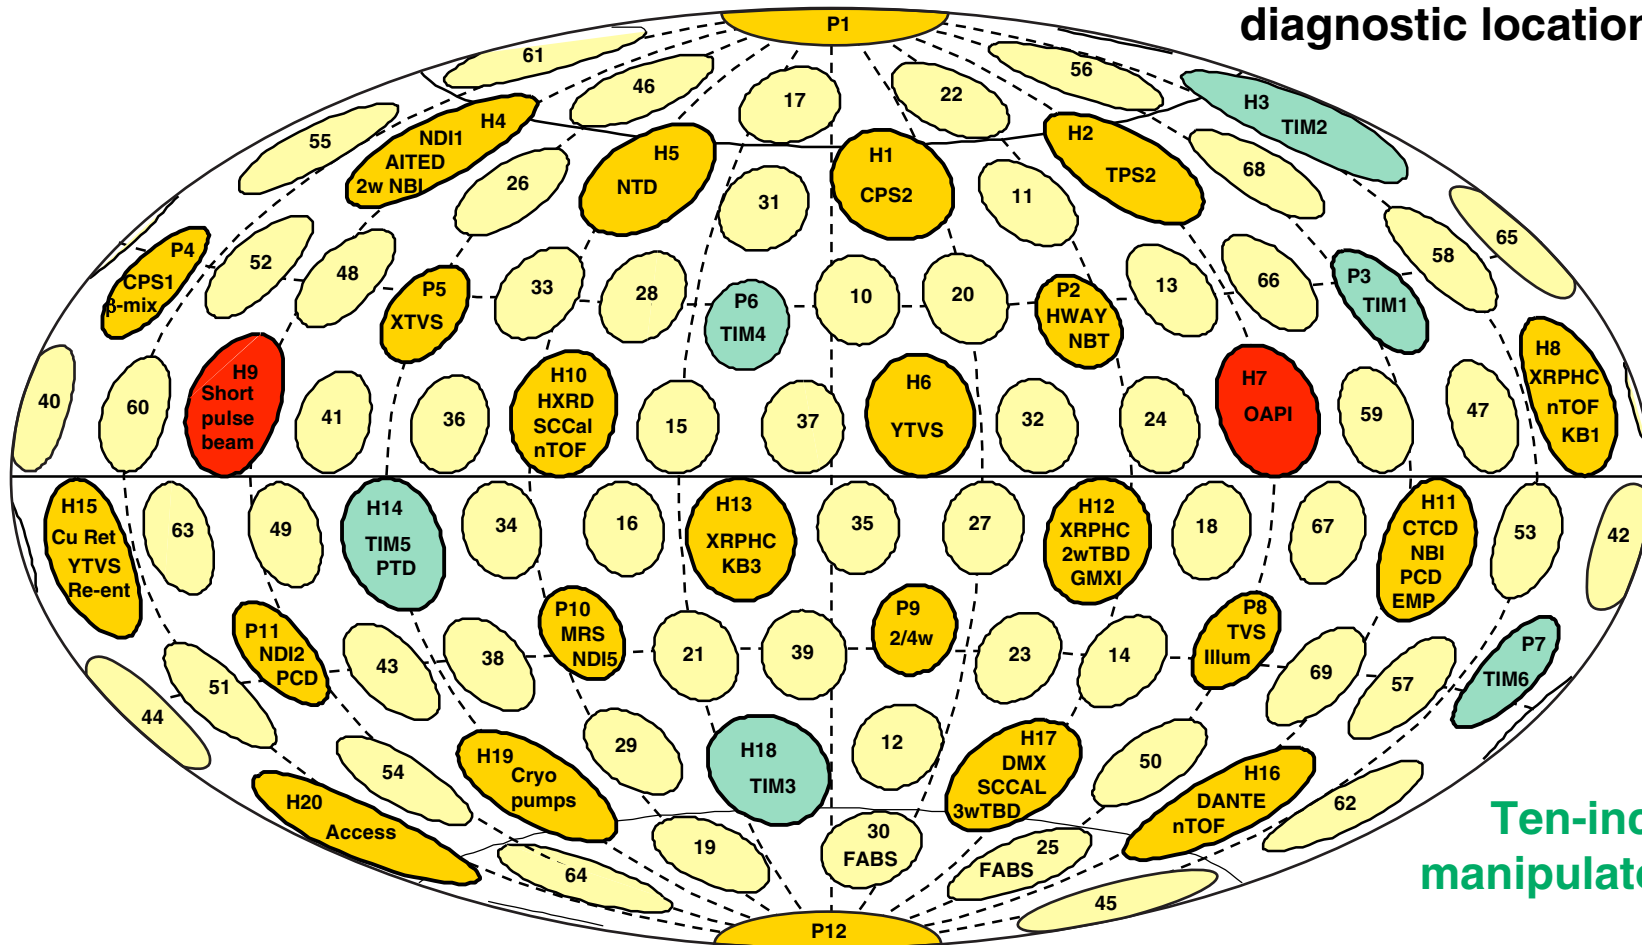 diagnostic location
P1
61
46
17
22
56
H3
TIM2
55
H4
NDI1
AITED
2w NBI
26
H5
NTD
31
H1
CPS2
11
H2
TPS2
68
65
P4
CPS1
β-mix
52
48
P5
XTVS
33
28
P6
TIM4
10
20
P2
HWAY
NBT
13
66
P3
TIM1
58
40
60
H9
Short
pulse
beam
41
36
H10
HXRD
SCCal
nTOF
15
37
H6
YTVS
32
24
H7
OAPI
59
47
H8
XRPHC
nTOF
KB1
H15
Cu Ret
YTVS
Re-ent
63
49
H14
TIM5
PTD
34
16
H13
XRPHC
KB3
35
27
H12
XRPHC
2wTBD
GMXI
18
67
H11
CTCD
NBI
PCD
EMP
53
42
44
51
P11
NDI2
PCD
43
38
P10
MRS
NDI5
21
39
P9
2/4w
23
14
P8
TVS
Illum
69
57
P7
TIM6
H20
Access
54
H19
Cryo
pumps
29
H18
TIM3
12
H17
DMX
SCCAL
3wTBD
50
H16
DANTE
nTOF
62
64
19
30
FABS
25
FABS
45
P12
Ten-inc
manipulate